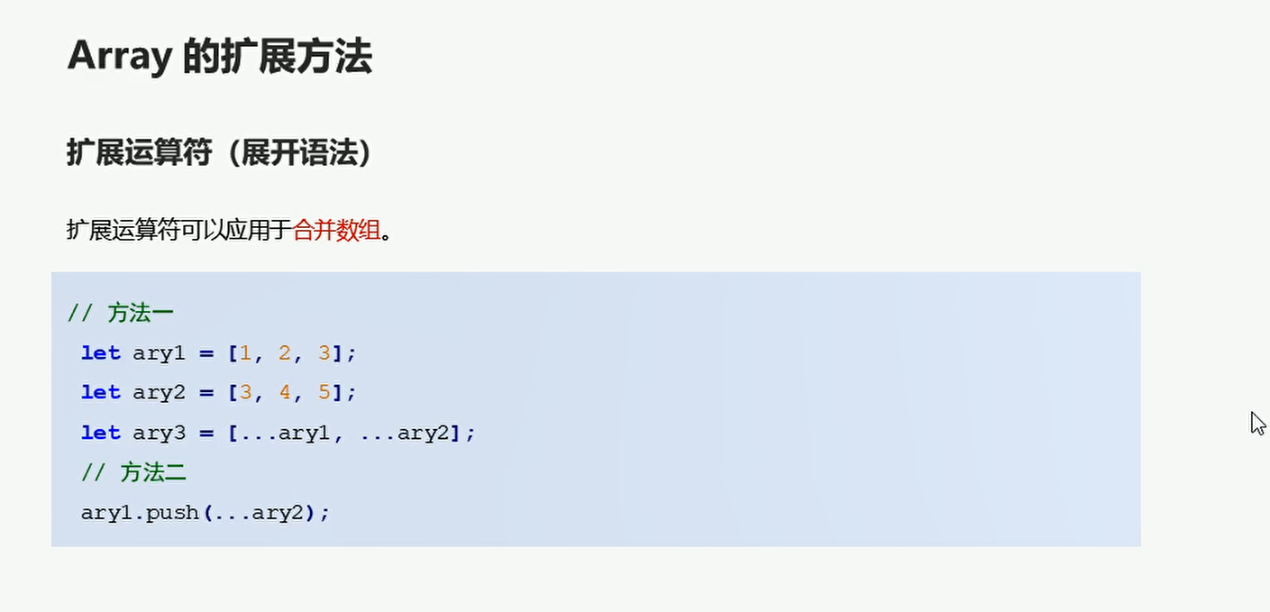 Array 的扩展方法
扩展运算符（展开语法）
扩展运算符可以应用于合并数组。
// 方法一
let ary1 = [1, 2, 3];
let ary2 = [3, 4, 5];
let ary3 = [...ary1, ...ary2];
// 方法二
ary1.push(...ary2);